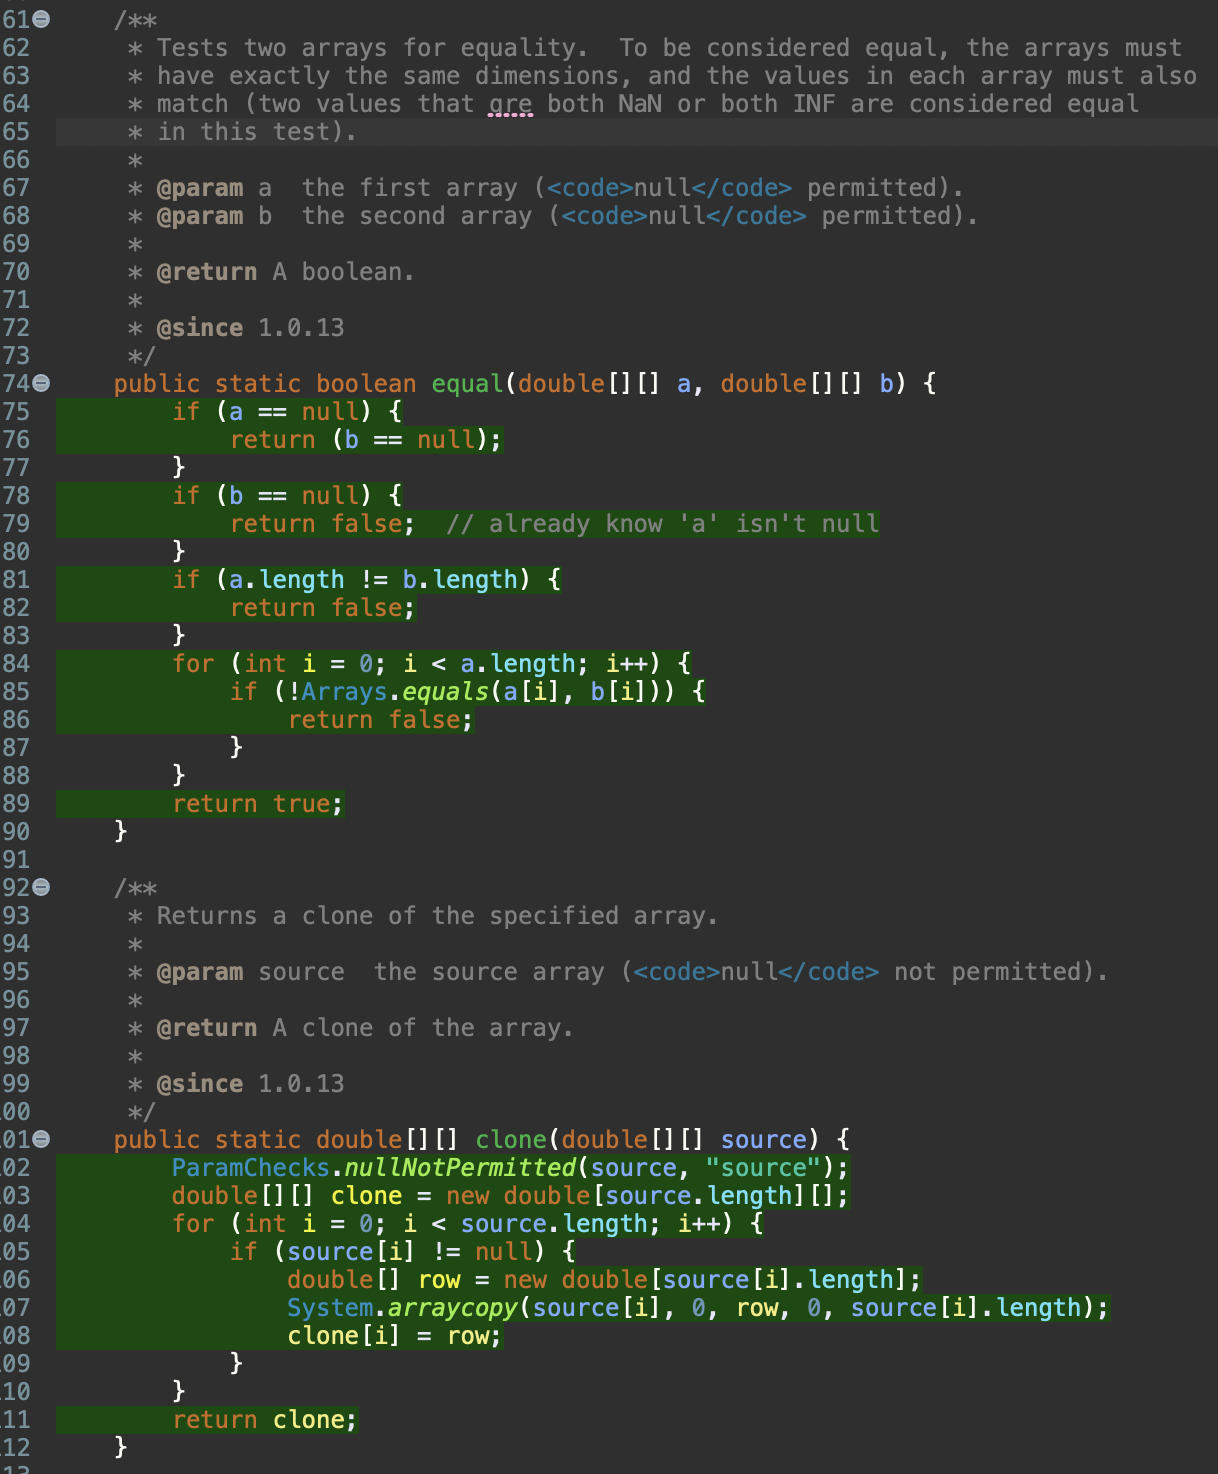 61 /**
62 * Tests two arrays for equality.  To be considered equal, the arrays must
63 * have exactly the same dimensions, and the values in each array must also
64 * match (two values that qre both NaN or both INF are considered equal
65 * in this test).
66 *
67 * @param a  the first array (<code>null</code> permitted).
68 * @param b  the second array (<code>null</code> permitted).
69 *
70 * @return A boolean.
71 *
72 * @since 1.0.13
73 */
74 public static boolean equal(double[][] a, double[][] b) {
75 if (a == null) {
76 return (b == null);
77 }
78 if (b == null) {
79 return false;  // already know 'a' isn't null
80 }
81 if (a.length != b.length) {
82 return false;
83 }
84 for (int i = 0; i < a.length; i++) {
85 if (!Arrays.equals(a[i], b[i])) {
86 return false;
87 }
88 }
89 return true;
90 }
91
92 /**
93 * Returns a clone of the specified array.
94 *
95 * @param source  the source array (<code>null</code> not permitted).
96 *
97 * @return A clone of the array.
98 *
99 * @since 1.0.13
00 */
01 public static double[][] clone(double[][] source) {
02 ParamChecks.nullNotPermitted(source, "source");
03 double[][] clone = new double[source.length][];
04 for (int i = 0; i < source.length; i++) {
05 if (source[i] != null) {
06 double[] row = new double[source[i].length];
07 System.arraycopy(source[i], 0, row, 0, source[i].length);
08 clone[i] = row;
09 }
10 }
11 return clone;
12 }